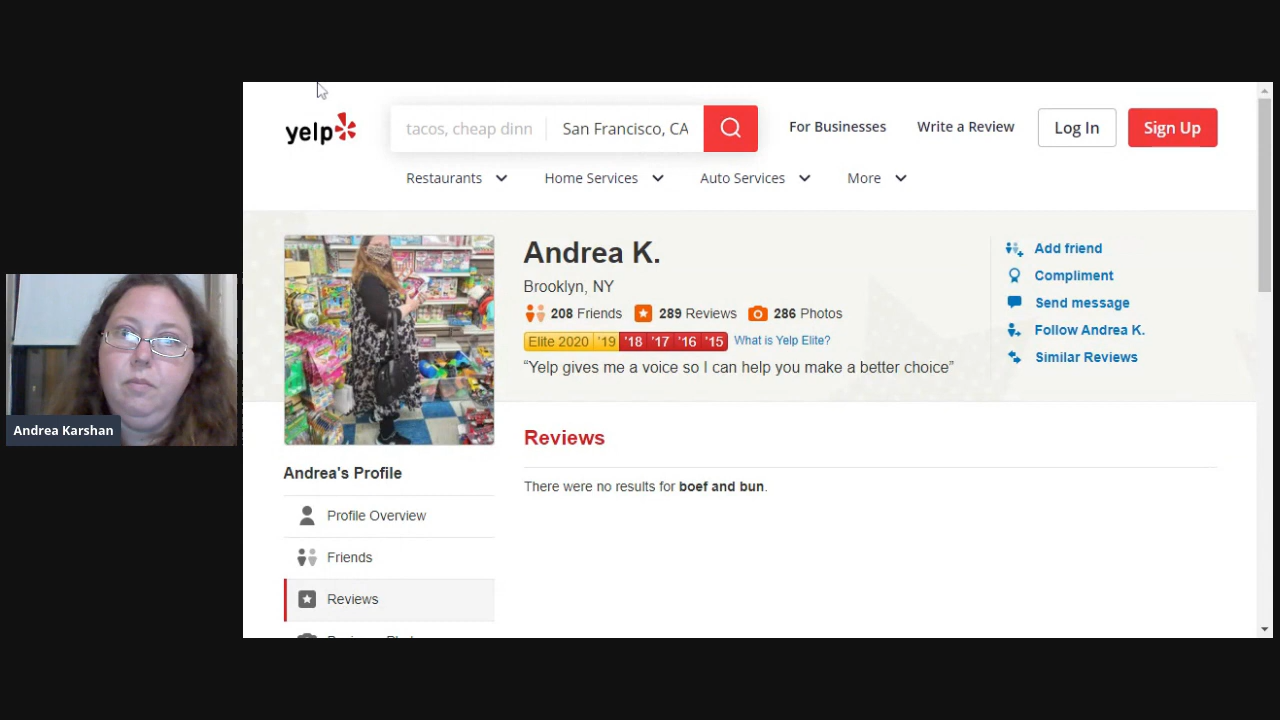 yelp
tacos, cheap dinn
San Francisco, CA
For Businesses
Write a Review
Log In
Sign Up
Restaurants
Home Services
Auto Services
More
Andrea K.
Brooklyn, NY
208 Friends 289 Reviews 286 Photos
Elite 2020 '19 '18 '17 '16 '15 What is Yelp Elite?
“Yelp gives me a voice so I can help you make a better choice”
Add friend
Compliment
Send message
Follow Andrea K.
Similar Reviews
Andrea Karshan
Reviews
There were no results for boef and bun.
Andrea's Profile
Profile Overview
Friends
Reviews